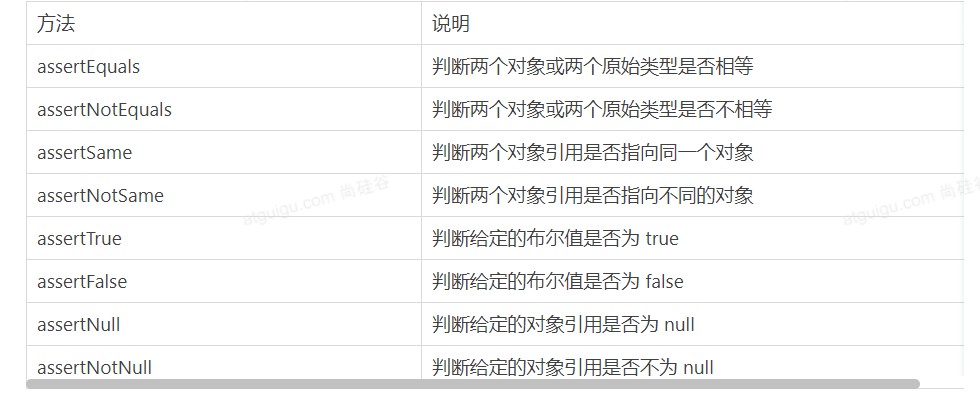 方法 说明
assertEquals 判断两个对象或两个原始类型是否相等
assertNotEquals 判断两个对象或两个原始类型是否不相等
assertSame 判断两个对象引用是否指向同一个对象
assertNotSame 判断两个对象引用是否指向不同的对象
atguigu.com 尚硅谷
atguigu.com 尚硅谷
assertTrue 判断给定的布尔值是否为 true
assertFalse 判断给定的布尔值是否为 false
assertNull 判断给定的对象引用是否为 null
assertNotNull 判断给定的对象引用是否不为 null